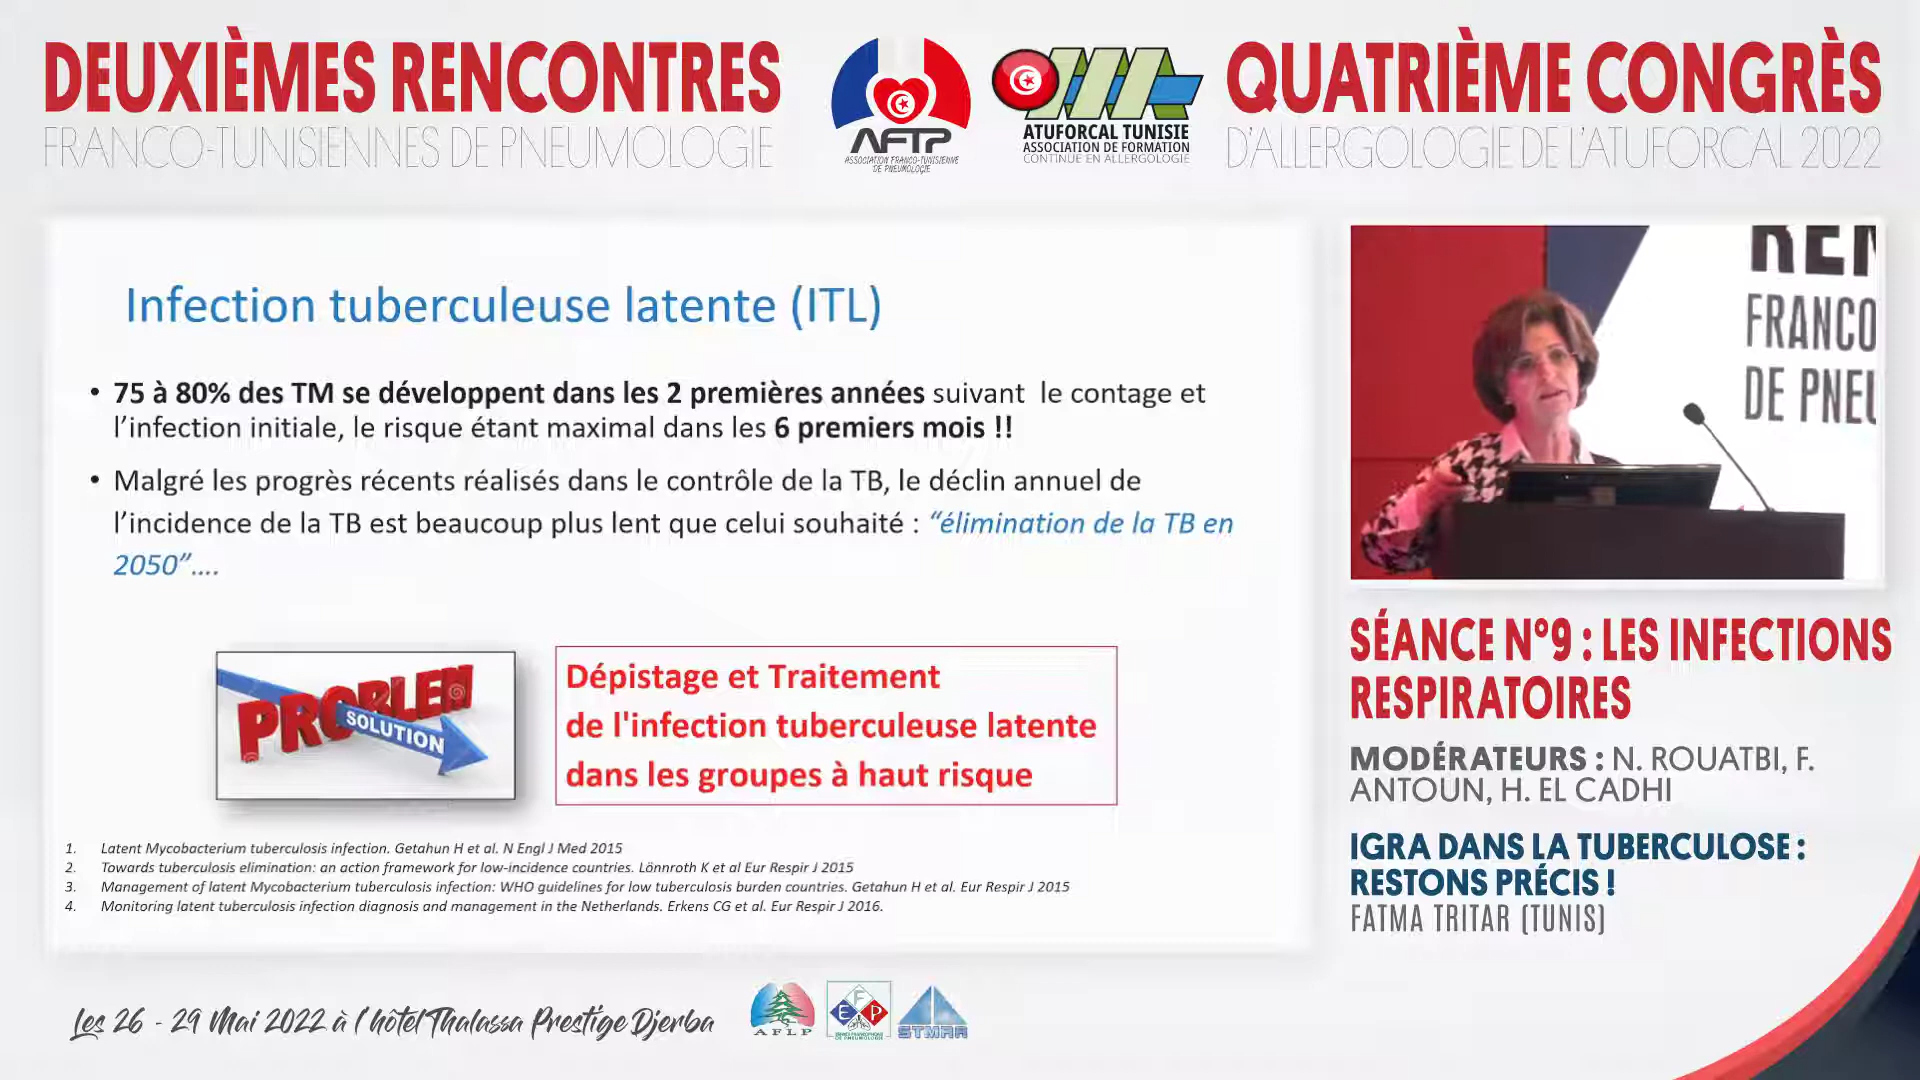 DEUXIÈMES RENCONTRES
FRANCO-TUNISIENNES DE PNEUMOLOGIE
AFTP
ASSOCIATION FRANCO-TUNISIENNE
DE PNEUMOLOGIE
ATUFORCAL TUNISIE
ASSOCIATION DE FORMATION
CONTINUE EN ALLERGOLOGIE
QUATRIÈME CONGRÈS
D'ALLERGOLOGIE DE L'ATUFORCAL 2022
Infection tuberculeuse latente (ITL)
• 75 à 80% des TM se développent dans les 2 premières années suivant le contage et
l'infection initiale, le risque étant maximal dans les 6 premiers mois !!
• Malgré les progrès récents réalisés dans le contrôle de la TB, le déclin annuel de
l'incidence de la TB est beaucoup plus lent que celui souhaité : "élimination de la TB en
2050"....
PROBLEM
SOLUTION
Dépistage et Traitement
de l'infection tuberculeuse latente
dans les groupes à haut risque
1. Latent Mycobacterium tuberculosis infection. Getahun H et al. N Engl J Med 2015
2. Towards tuberculosis elimination: an action framework for low-incidence countries. Lönnroth K et al Eur Respir J 2015
3. Management of latent Mycobacterium tuberculosis infection: WHO guidelines for low tuberculosis burden countries. Getahun H et al. Eur Respir J 2015
4. Monitoring latent tuberculosis infection diagnosis and management in the Netherlands. Erkens CG et al. Eur Respir J 2016.
REN
FRANCO
DE PNEU
SÉANCE N°9 : LES INFECTIONS
RESPIRATOIRES
MODÉRATEURS : N. ROUATBI, F.
ANTOUN, H. EL CADHI
IGRA DANS LA TUBERCULOSE :
RESTONS PRÉCIS !
FATMA TRITAR (TUNIS)
Les 26 - 29 Mai 2022 à l'hôtel Thalassa Prestige Djerba
AFLP
EFP
ESPACE FRANCOPHONE
DE PNEUMOLOGIE
STMRA